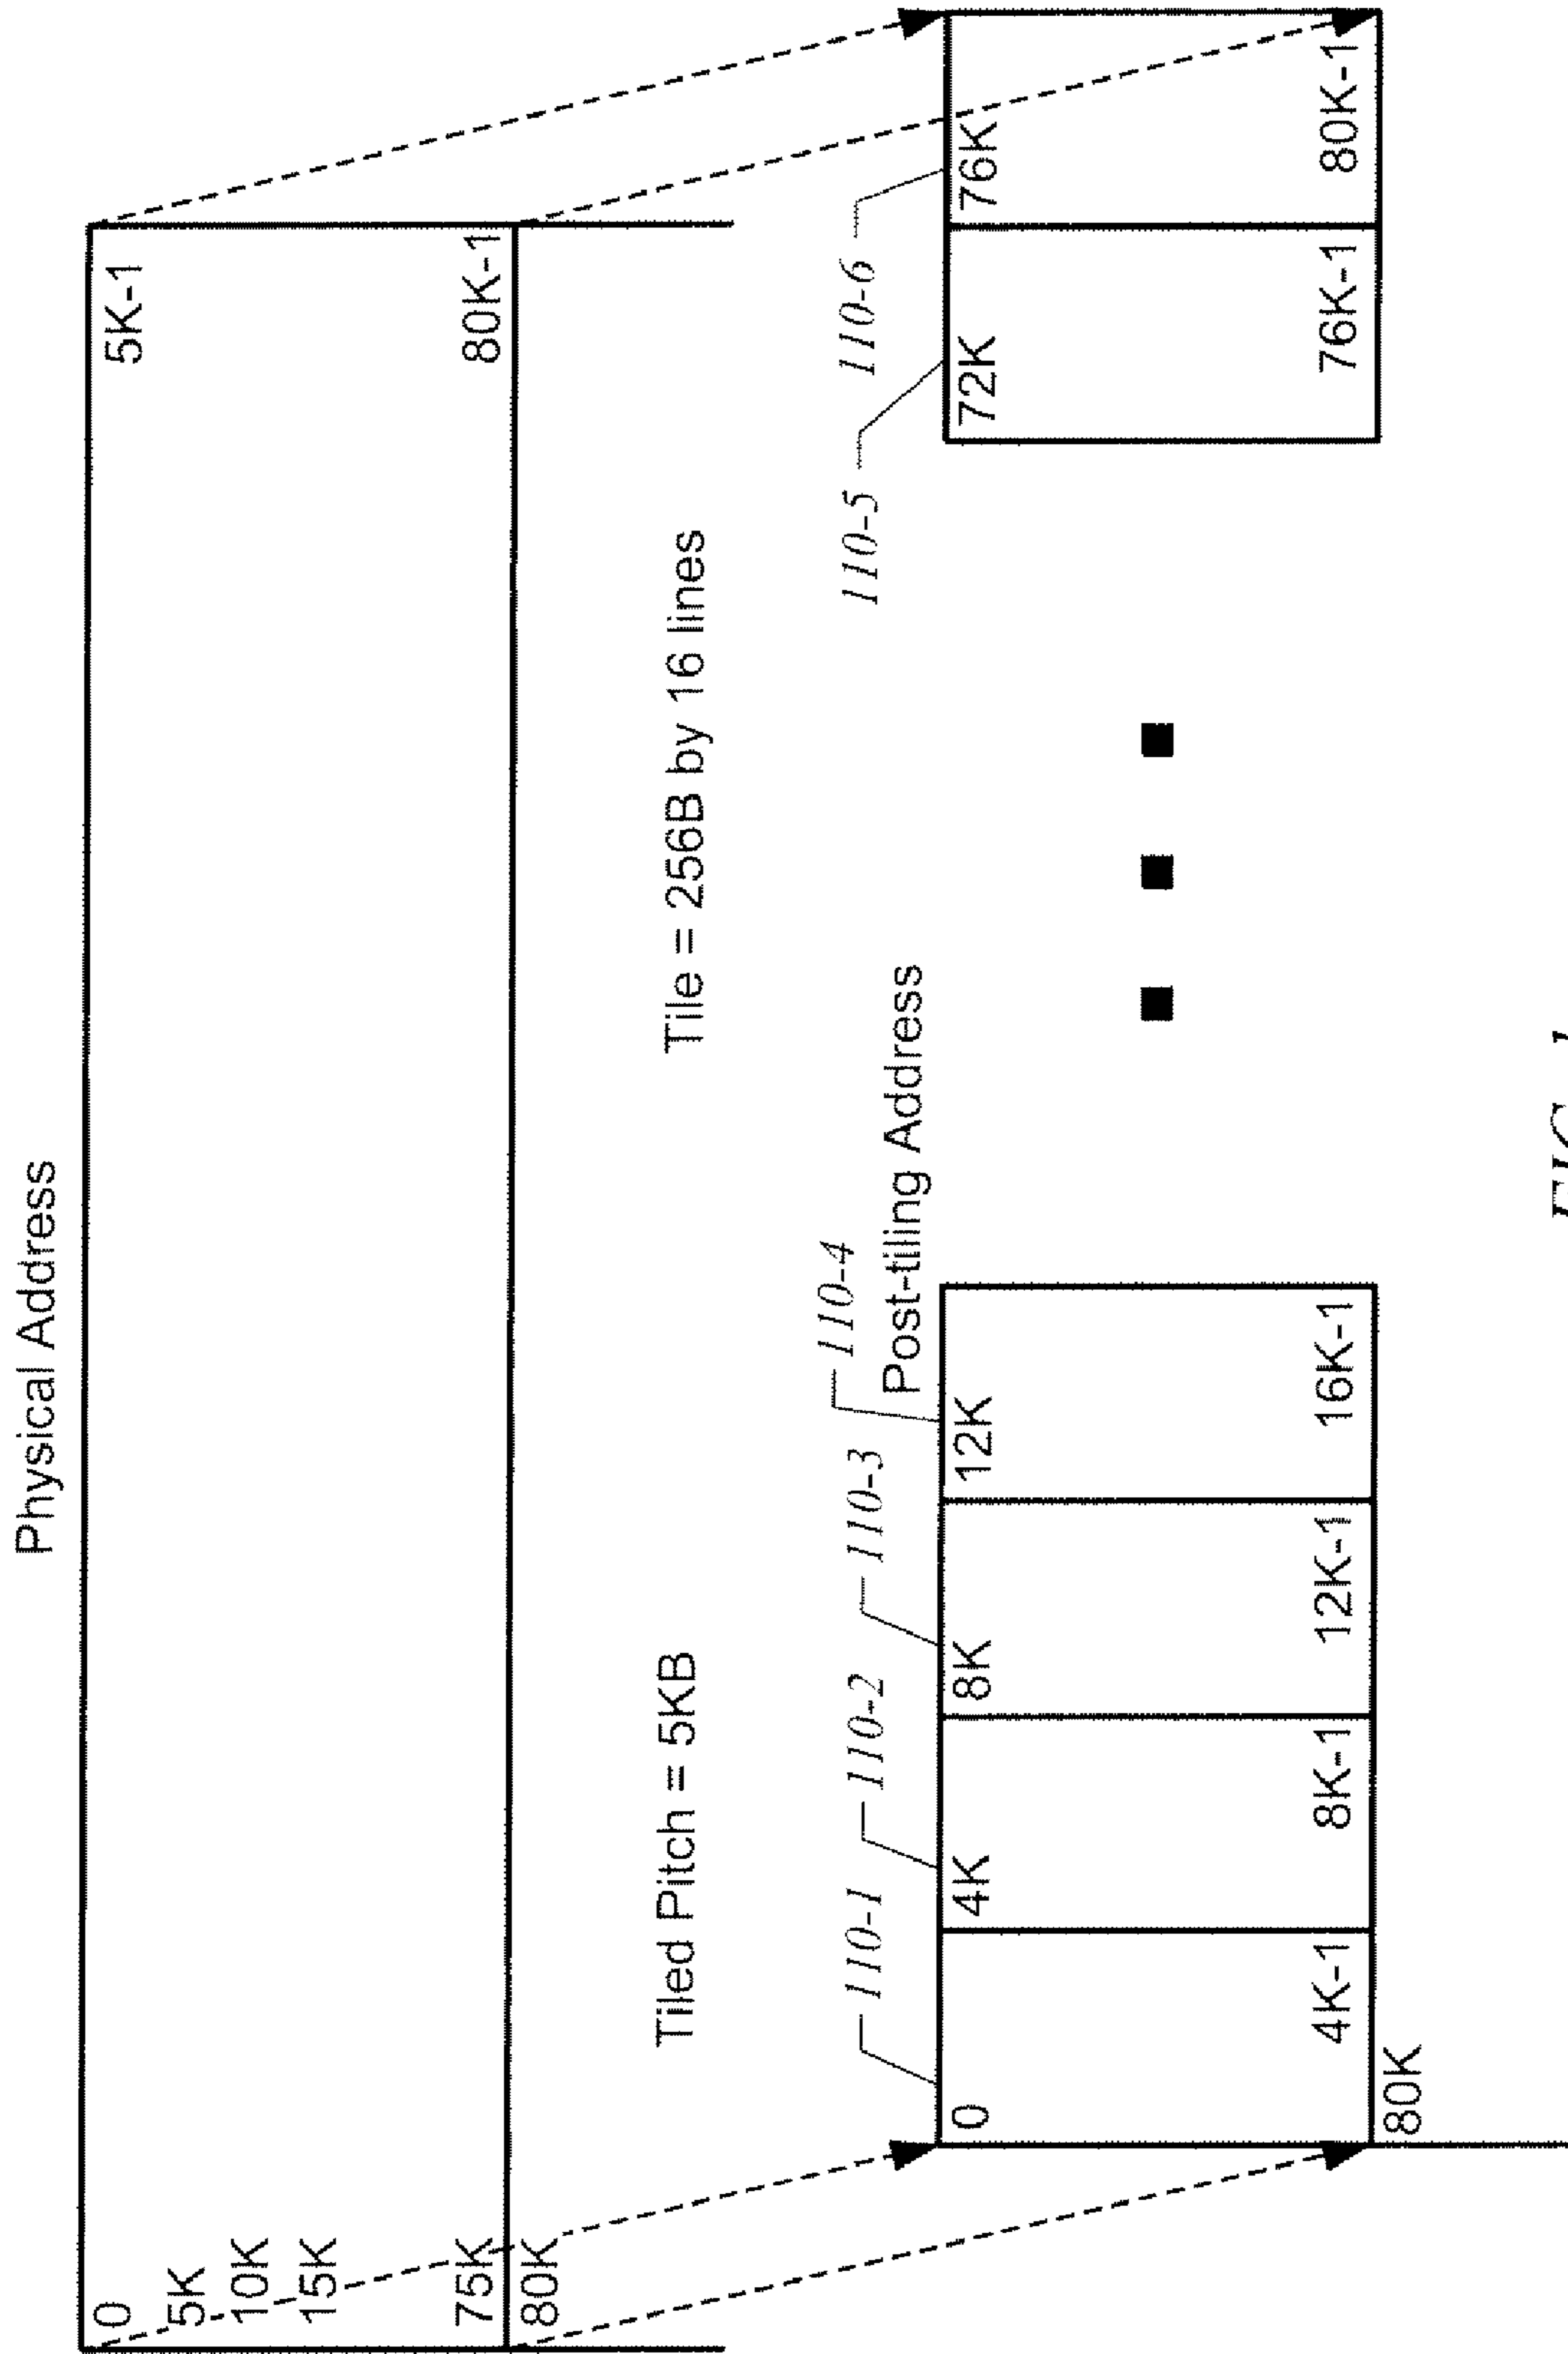 Physical Address
0
5K-1
5K
10K
15K
75K
80K-1
80K
Tiled Pitch = 5KB
Tile = 256B by 16 lines
Post-tiling Address
110-1
110-2
110-3
110-4
110-5
110-6
0
4K
8K
12K
72K
76K
4K-1
8K-1
12K-1
16K-1
76K-1
80K-1
80K